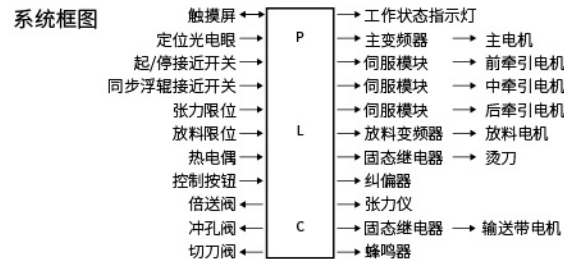 系统框图
触摸屏 P 工作状态指示灯
定位光电眼 主变频器 主电机
起/停接近开关 伺服模块 前牵引电机
同步浮辊接近开关 伺服模块 中牵引电机
张力限位 伺服模块 后牵引电机
放料限位 L 放料变频器 放料电机
热电偶 固态继电器 烫刀
控制按钮 纠偏器
倍送阀 张力仪
冲孔阀 C 固态继电器 输送带电机
切刀阀 蜂鸣器